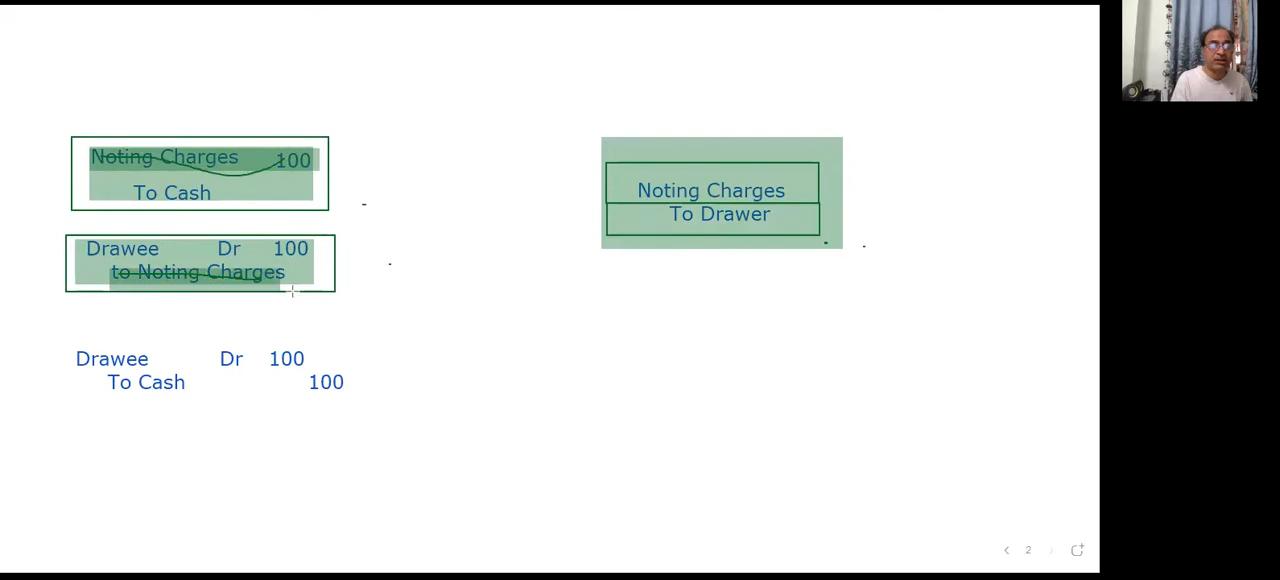 Noting Charges 100
To Cash
Drawee Dr 100
to Noting Charges
Drawee Dr 100
To Cash 100
Noting Charges
To Drawer
2